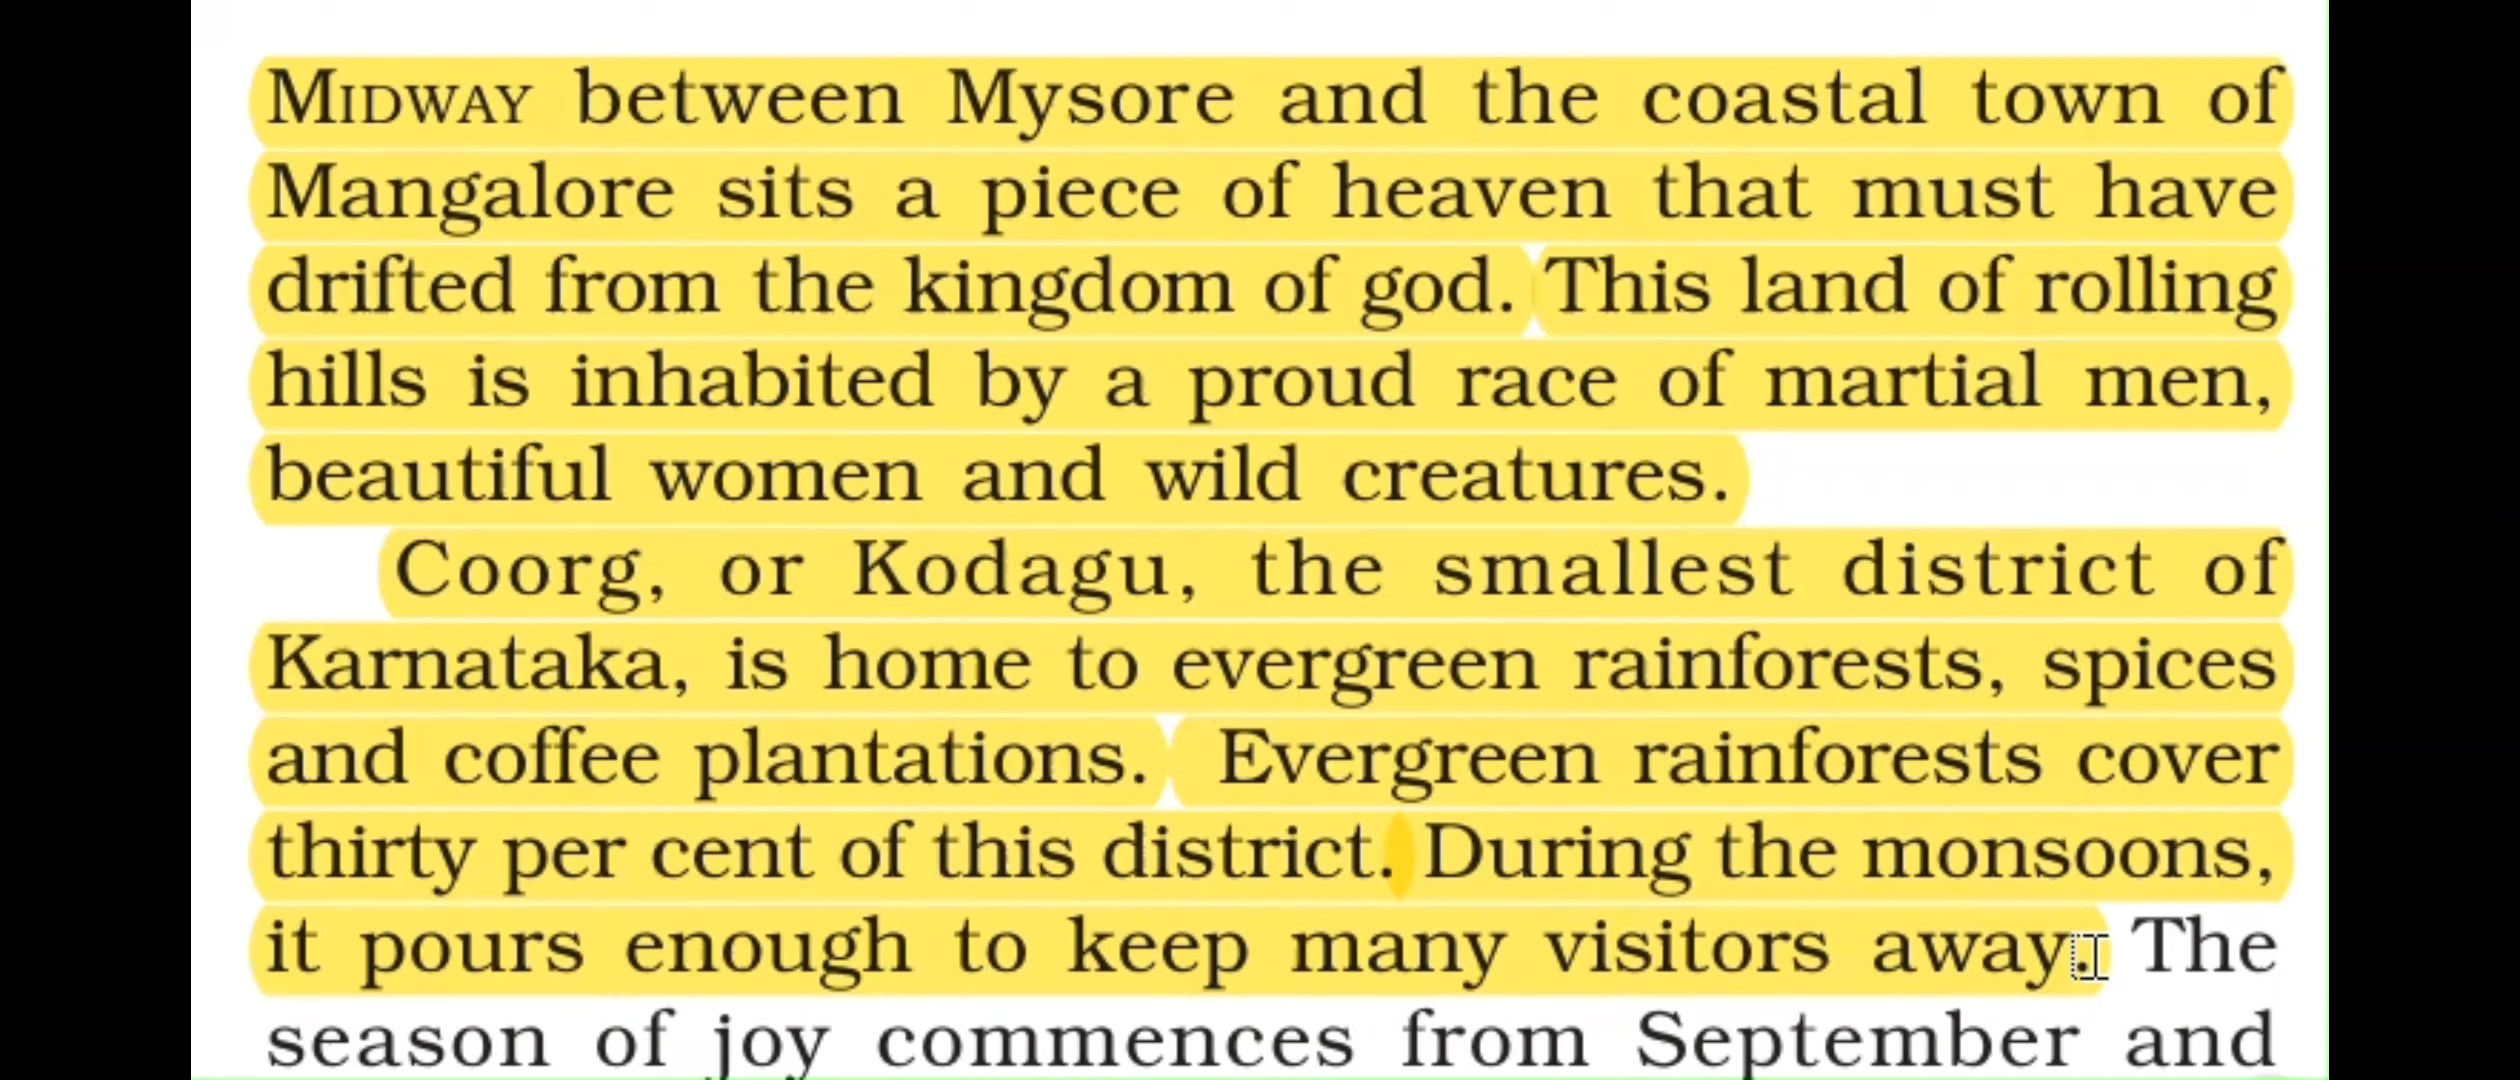 MIDWAY between Mysore and the coastal town of
Mangalore sits a piece of heaven that must have
drifted from the kingdom of god. This land of rolling
hills is inhabited by a proud race of martial men,
beautiful women and wild creatures.
Coorg, or Kodagu, the smallest district of
Karnataka, is home to evergreen rainforests, spices
and coffee plantations. Evergreen rainforests cover
thirty per cent of this district. During the monsoons,
it pours enough to keep many visitors away. The
season of joy commences from September and